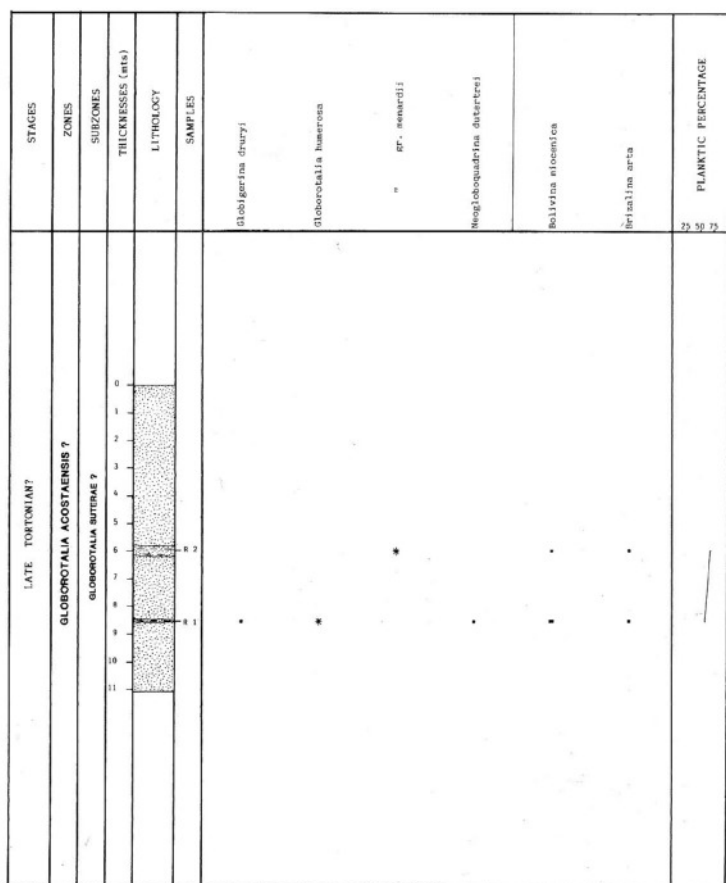 STAGES
ZONES
SUBZONES
THICKNESSES (mts)
LITHOLOGY
SAMPLES
Globigerina druryi
Globorotalia humerosa
" gr. menardii
Neogloboquadrina dutertrei
Bolivina miocenica
Brizalina arta
PLANKTIC PERCENTAGE
25 50 75
LATE TORTONIAN?
GLOBOROTALIA ACOSTAENSIS ?
GLOBOROTALIA SUTERAE ?
0
1
2
3
4
5
6
7
8
9
10
11
R 2
R 1